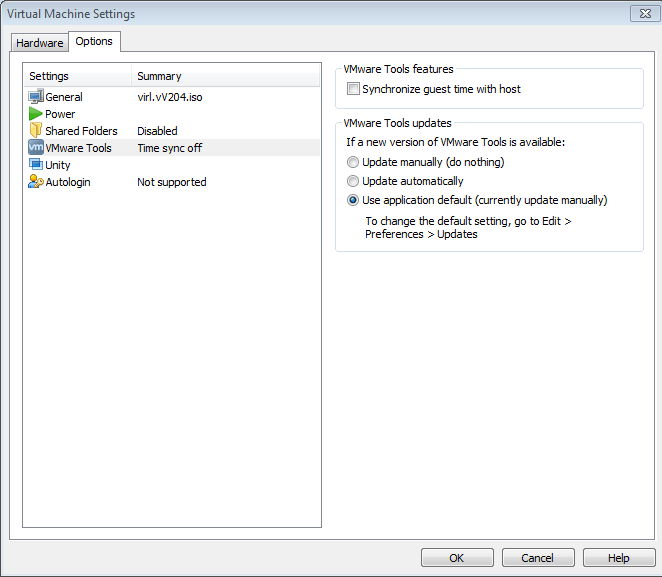 Virtual Machine Settings
Hardware
Options
Settings
Summary
General
virl.vV204.iso
Power
Shared Folders
Disabled
vm
VMware Tools
Time sync off
Unity
Autologin
Not supported
VMware Tools features
Synchronize guest time with host
VMware Tools updates
If a new version of VMware Tools is available:
Update manually (do nothing)
Update automatically
Use application default (currently update manually)
To change the default setting, go to Edit >
Preferences > Updates
OK
Cancel
Help